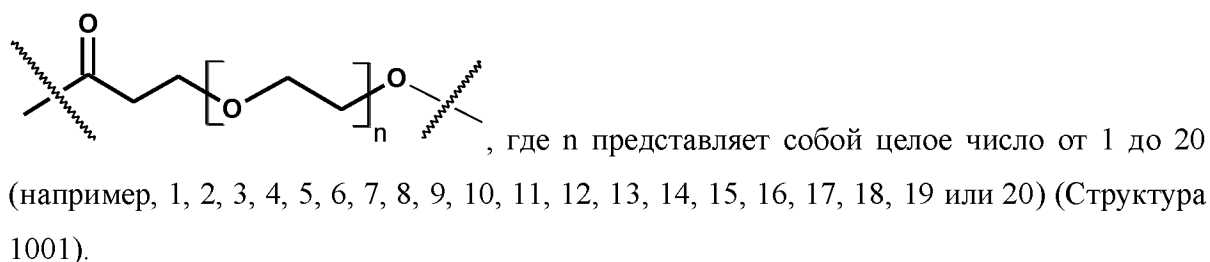 O
O
O
n
, где n представляет собой целое число от 1 до 20
(например, 1, 2, 3, 4, 5, 6, 7, 8, 9, 10, 11, 12, 13, 14, 15, 16, 17, 18, 19 или 20) (Структура
1001).